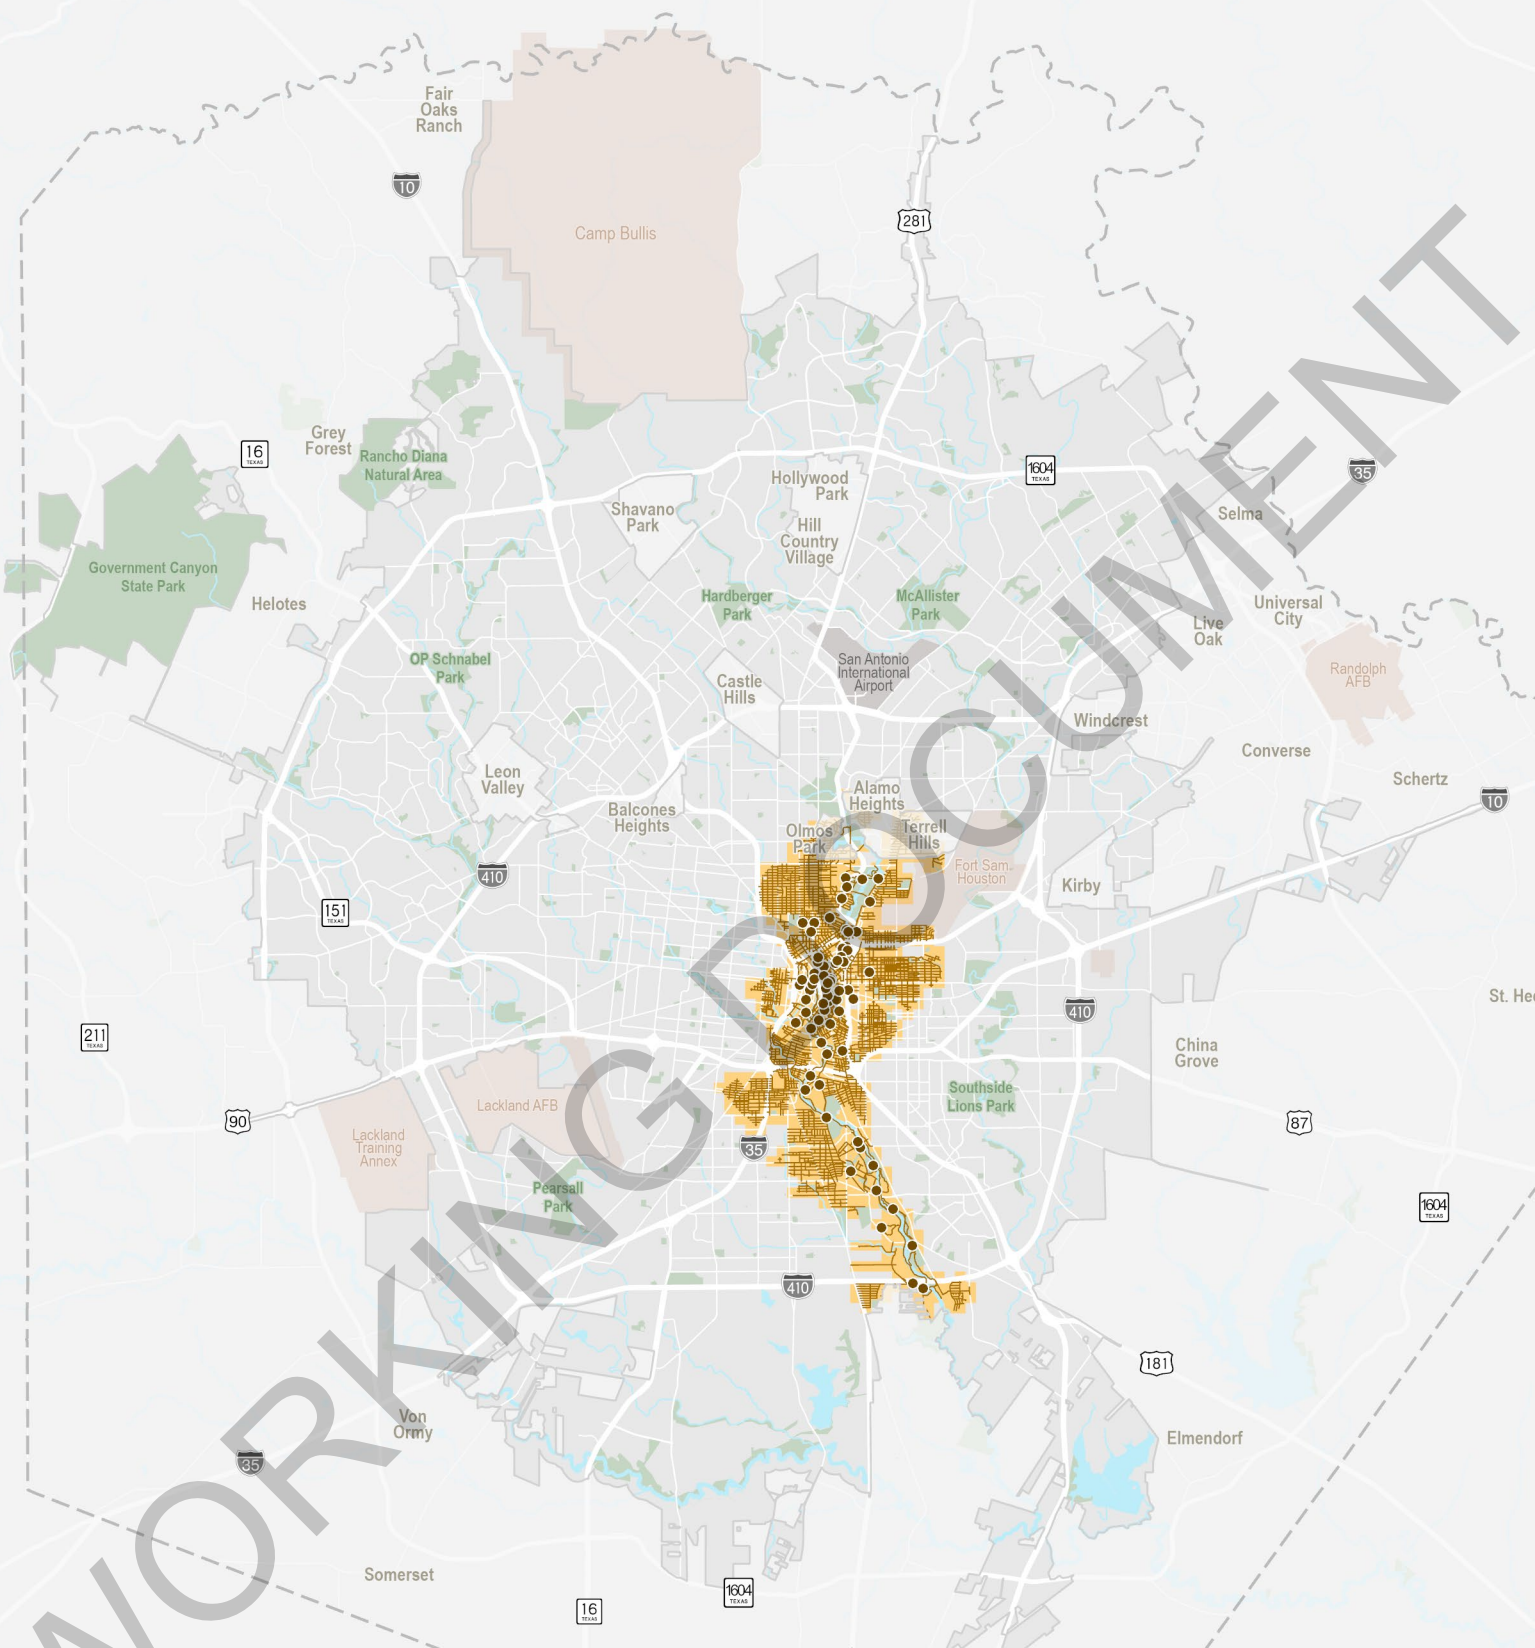 Fair
Oaks
Ranch
10
Camp Bullis
281
16
TEXAS
Grey
Forest
Rancho Diana
Natural Area
Hollywood
Park
1604
TEXAS
35
Shavano
Park
Hill
Country
Village
Selma
Government Canyon
State Park
Helotes
Hardberger
Park
McAllister
Park
Universal
City
Live
Oak
OP Schnabel
Park
San Antonio
International
Airport
Randolph
AFB
Castle
Hills
Windcrest
Converse
Leon
Valley
Schertz
Alamo
Heights
10
Balcones
Heights
Olmos
Park
Terrell
Hills
410
Fort Sam
Houston
Kirby
151
TEXAS
St. He
211
TEXAS
410
China
Grove
Lackland AFB
Southside
Lions Park
90
87
Lackland
Training
Annex
35
Pearsall
Park
1604
TEXAS
410
181
Von
Ormy
Elmendorf
35
Somerset
1604
TEXAS
16
TEXAS
WORKING DOCUMENT